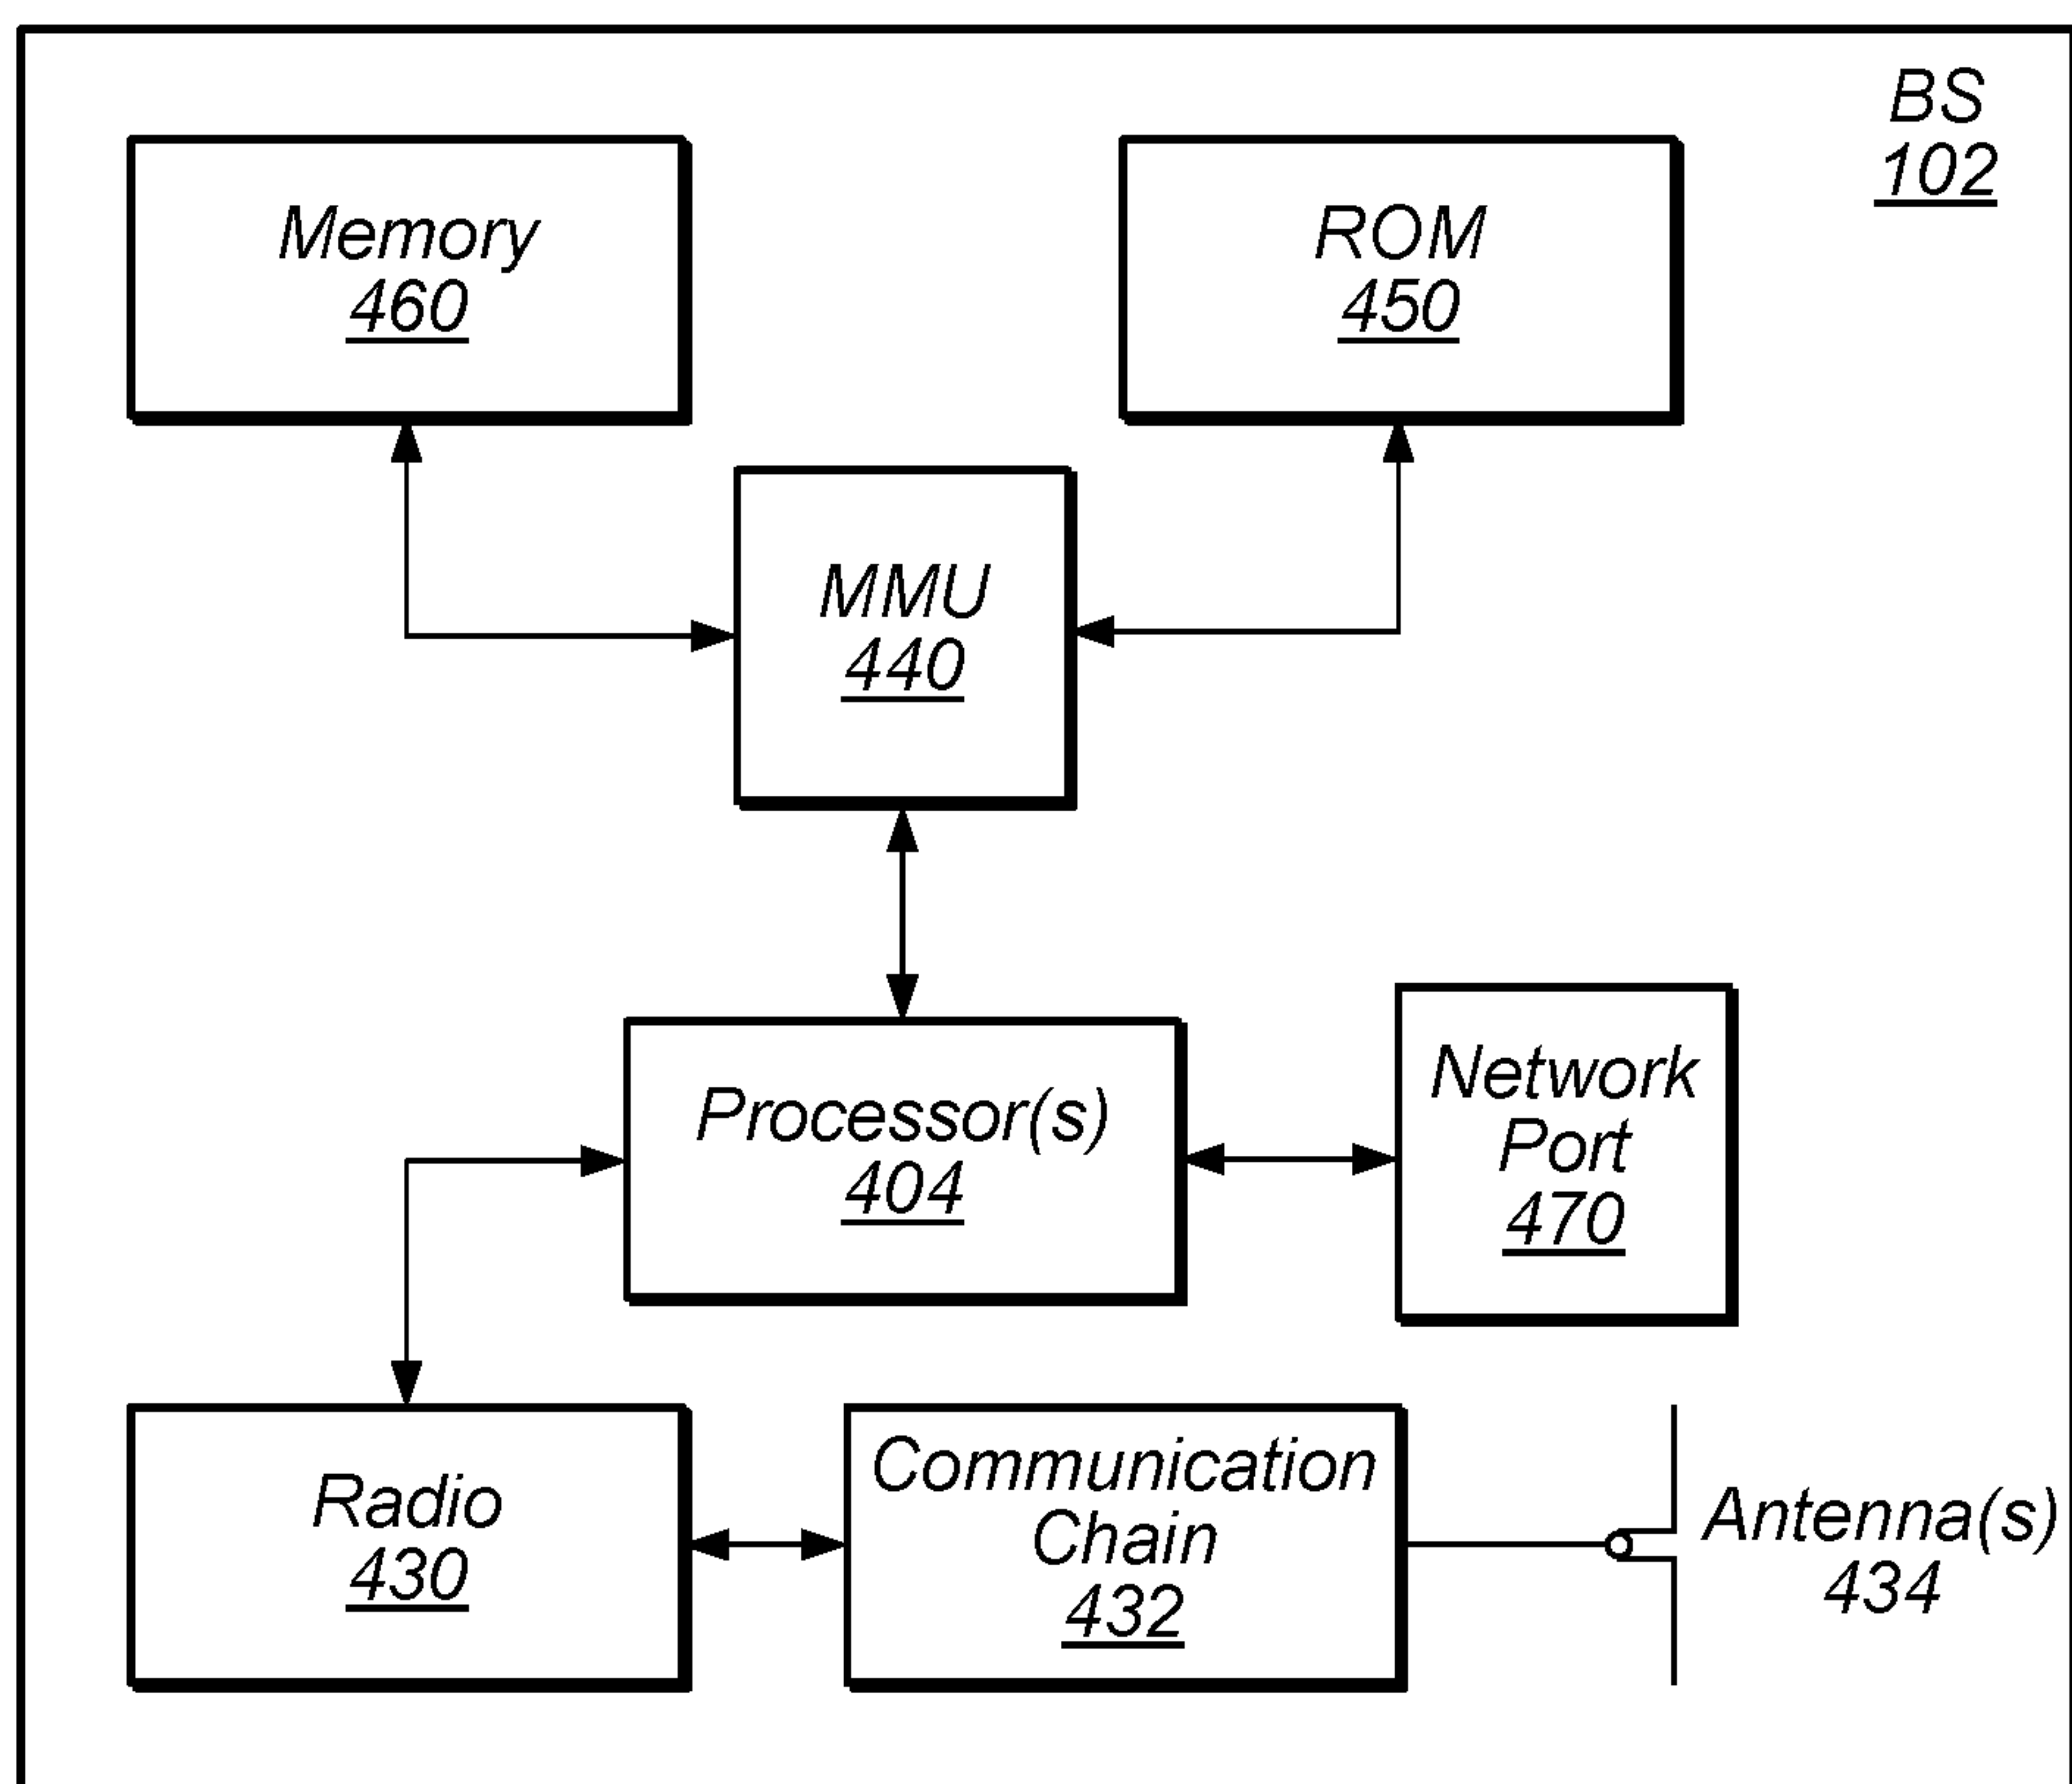 BS
102
Memory
460
ROM
450
MMU
440
Processor(s)
404
Network
Port
470
Radio
430
Communication
Chain
432
Antenna(s)
434